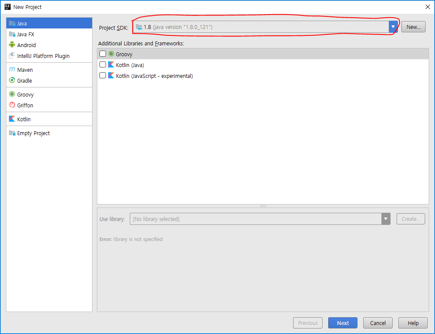 New Project
Java
Java FX
Android
IntelliJ Platform Plugin
Maven
Gradle
Groovy
Griffon
Kotlin
Empty Project
Project SDK: 1.8 (java version "1.8.0_121") New...
Additional Libraries and Frameworks:
Groovy
Kotlin (Java)
Kotlin (JavaScript - experimental)
Use library: [No library selected] Create...
Error: library is not specified
Previous Next Cancel Help